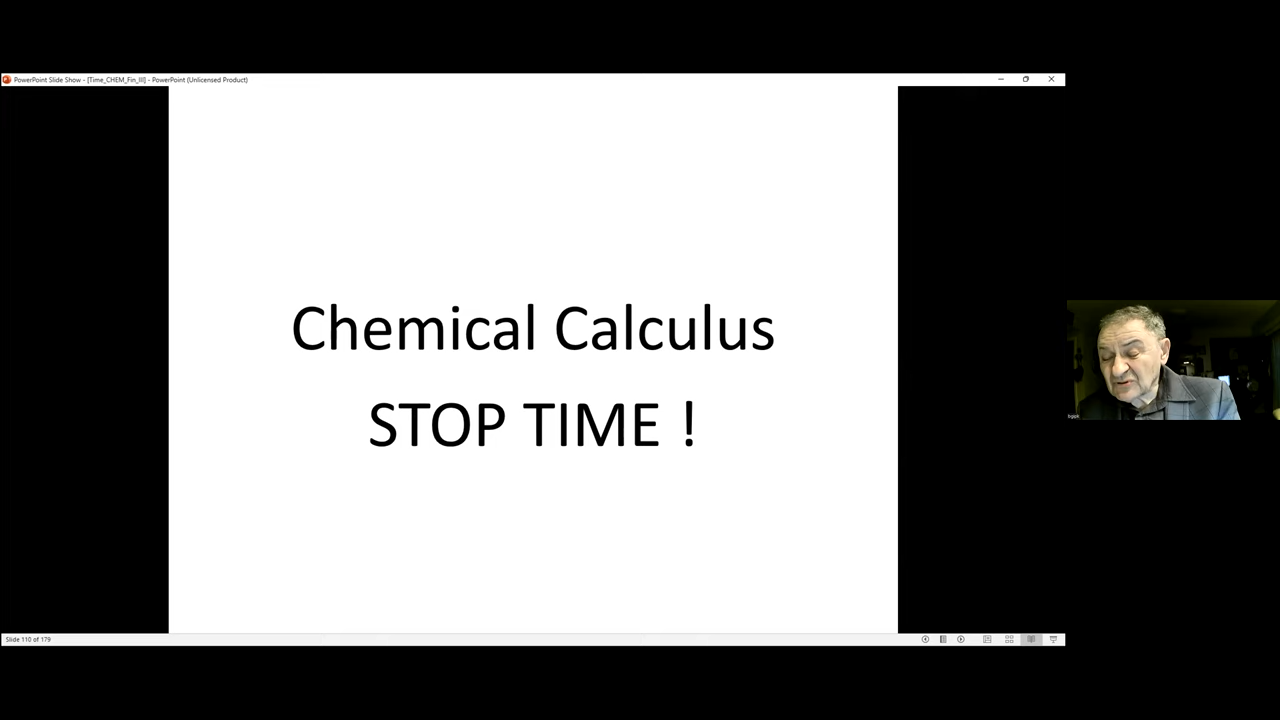 PowerPoint Slide Show - [Time_CHEM_Fin_III] - PowerPoint (Unlicensed Product)
Chemical Calculus
STOP TIME !
Slide 110 of 179